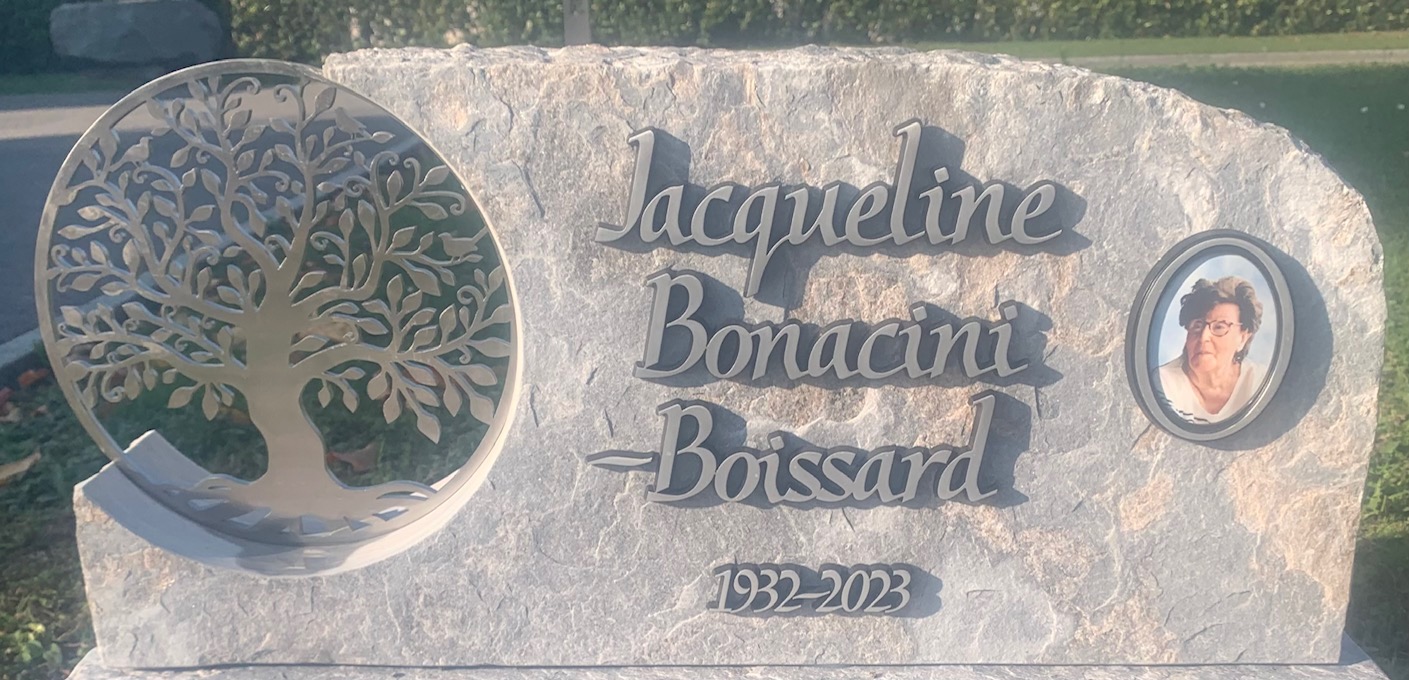 Jacqueline
Bonacini
–Boissard
1932–2023